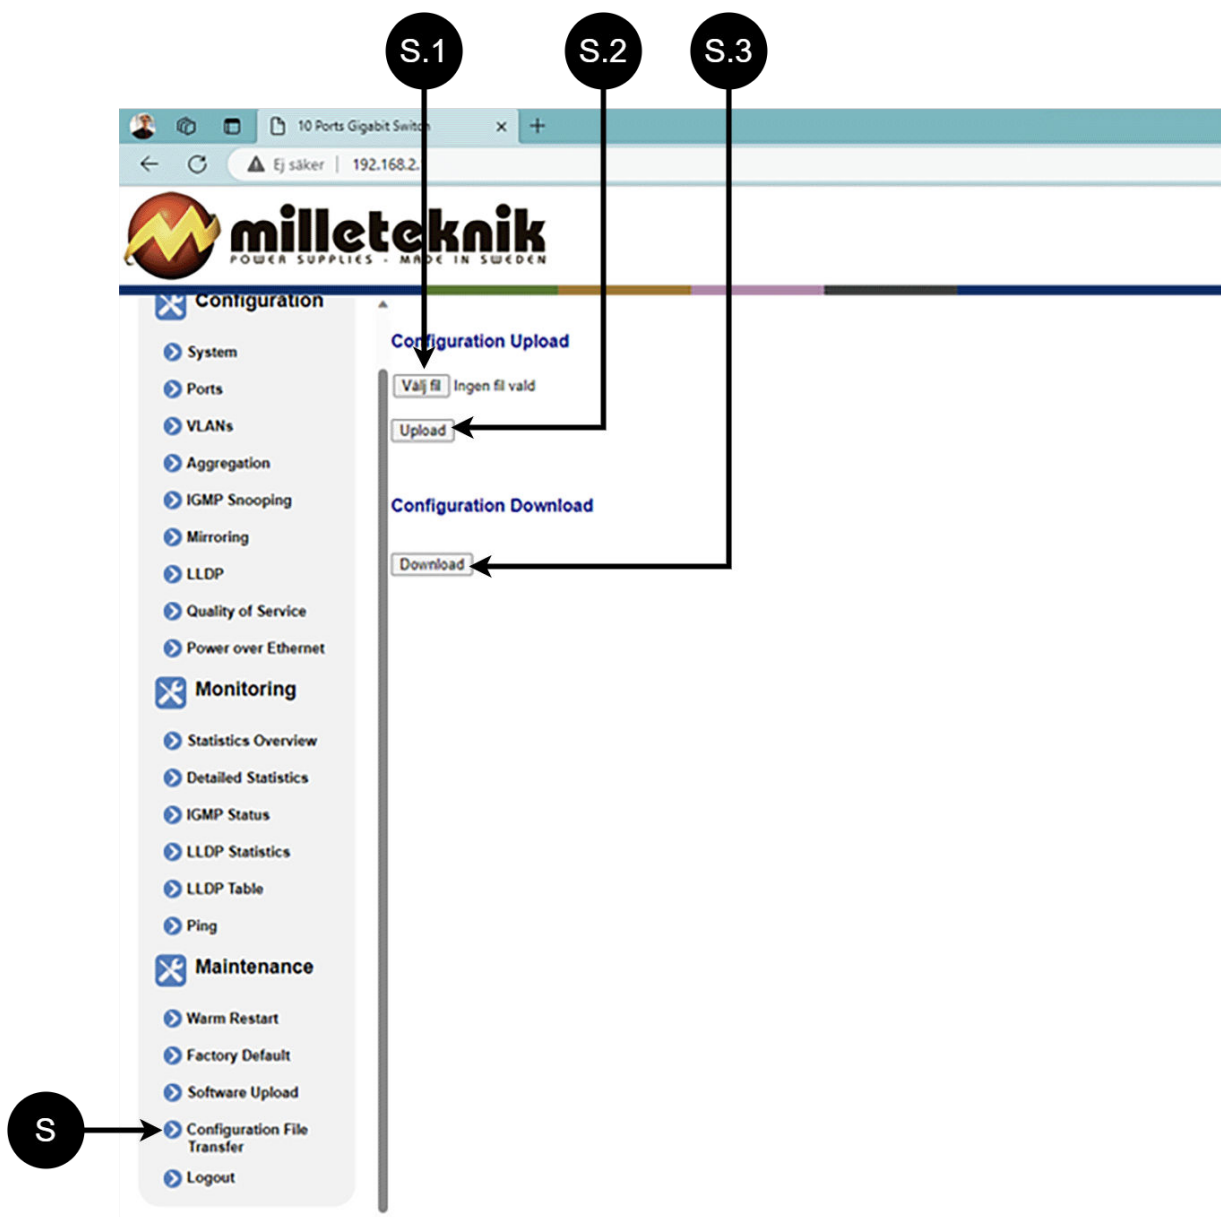 S.1 S.2 S.3
10 Ports Gigabit Switch
Ej säker | 192.168.2.
milleteknik
POWER SUPPLIES - MADE IN SWEDEN
Configuration
System
Ports
VLANs
Aggregation
IGMP Snooping
Mirroring
LLDP
Quality of Service
Power over Ethernet
Monitoring
Statistics Overview
Detailed Statistics
IGMP Status
LLDP Statistics
LLDP Table
Ping
Maintenance
Warm Restart
Factory Default
Software Upload
S
Configuration File
Transfer
Logout
Configuration Upload
Välj fil Ingen fil vald
Upload
Configuration Download
Download